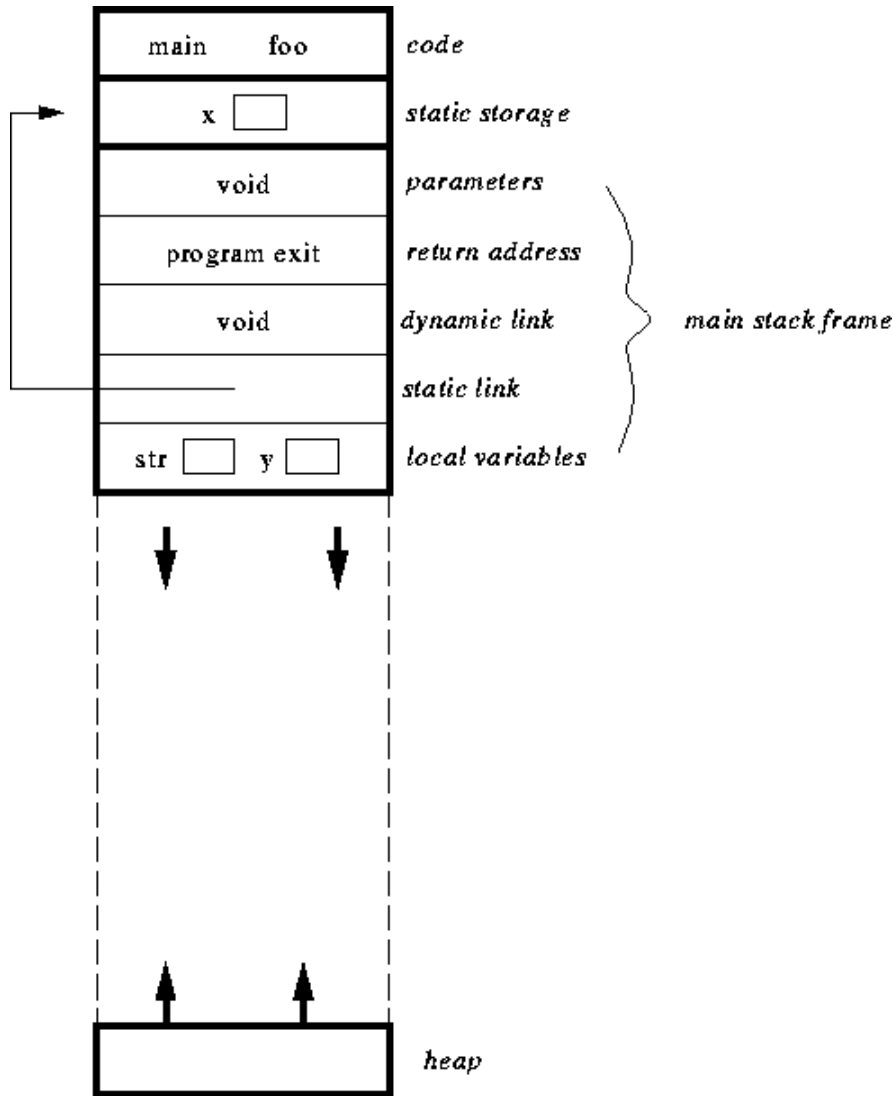 main foo code
x static storage
void parameters
program exit return address
void dynamic link main stack frame
static link
str y local variables
heap